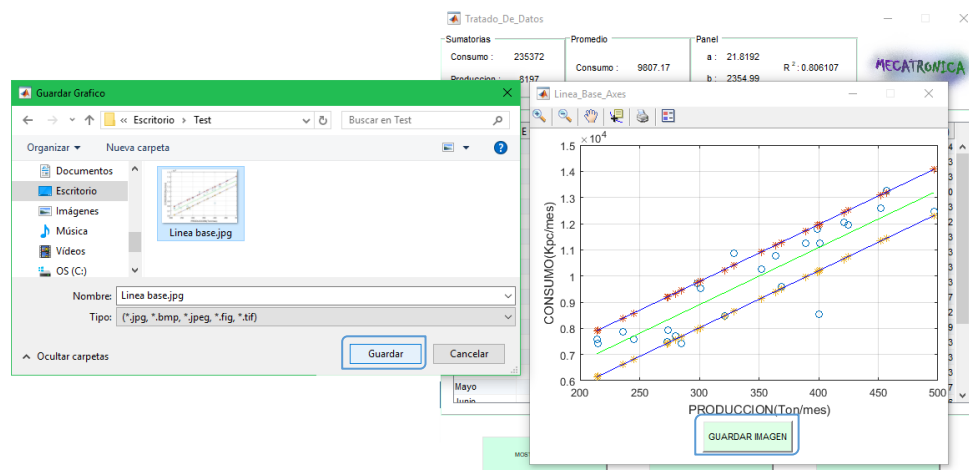 Tratado_De_Datos
Sumatorias
Promedio
Panel
Consumo : 235372
Consumo : 9807.17
a : 21.8192
R 2 : 0.806107
Produccion : 8197
b : 2354.99
MECATRONICA
Guardar Grafico
« Escritorio › Test
Buscar en Test
Organizar
Nueva carpeta
Documentos
Escritorio
Imágenes
Música
Vídeos
OS (C:)
Linea base.jpg
Nombre: Linea base.jpg
Tipo: (*.jpg, *.bmp, *.jpeg, *.fig, *.tif)
Ocultar carpetas
Guardar
Cancelar
Linea_Base_Axes
× 10 4
1.5
1.4
1.3
1.2
1.1
1
0.9
0.8
0.7
0.6
CONSUMO(Kpc/mes)
200 250 300 350 400 450 500
PRODUCCION(Ton/mes)
GUARDAR IMAGEN
Mayo
Junio